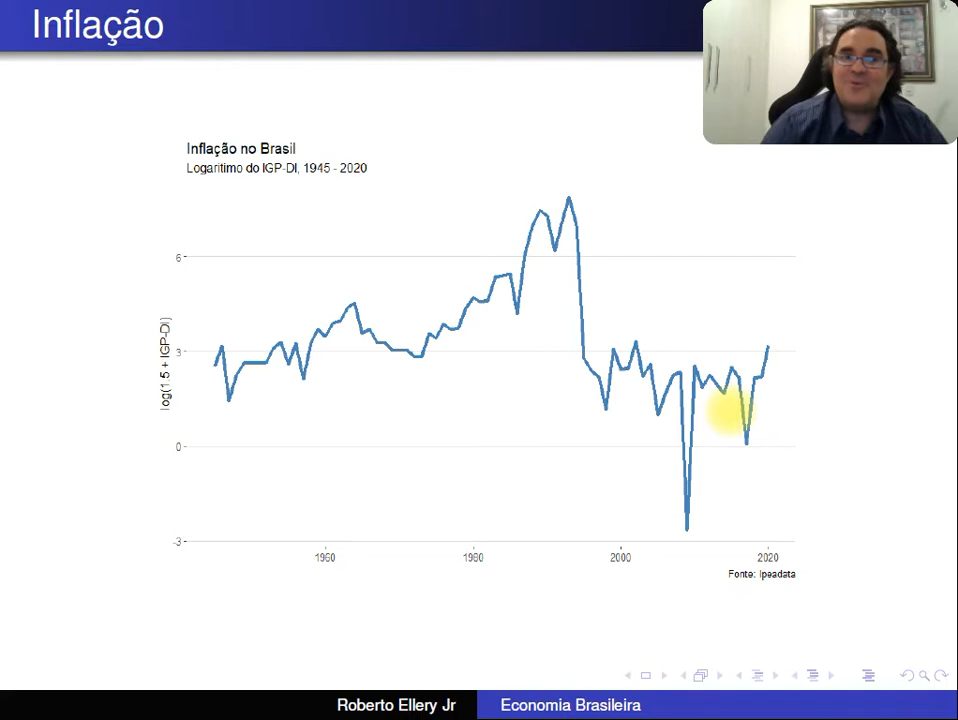 Inflação
Inflação no Brasil
Logaritimo do IGP-DI, 1945 - 2020
log(1.5 + IGP-DI)
6
3
0
-3
1960
1980
2000
2020
Fonte: Ipeadata
Roberto Ellery Jr
Economia Brasileira